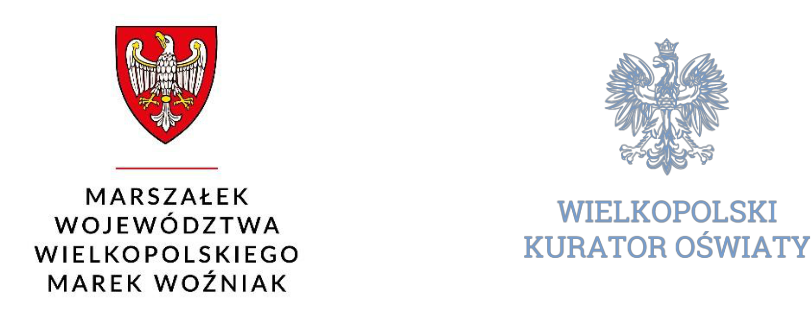 MARSZAŁEK
WOJEWÓDZTWA
WIELKOPOLSKIEGO
MAREK WOŹNIAK
WIELKOPOLSKI
KURATOR OŚWIATY